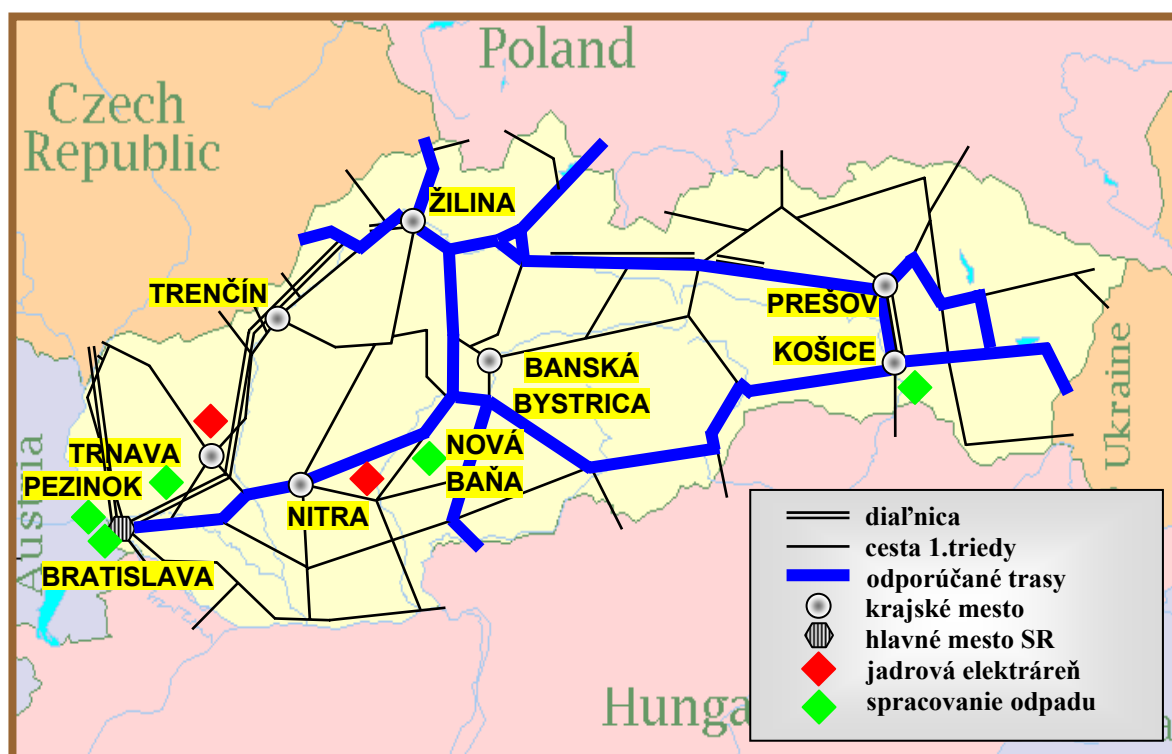 Poland
Czech
Republic
ŽILINA
TRENČÍN
PREŠOV
KOŠICE
BANSKÁ
BYSTRICA
Ukraine
TRNAVA
NOVÁ
PEZINOK
BAŇA
NITRA
Austria
BRATISLAVA
diaľnica
cesta 1.triedy
odporúčané trasy
krajské mesto
hlavné mesto SR
jadrová elektráreň
spracovanie odpadu